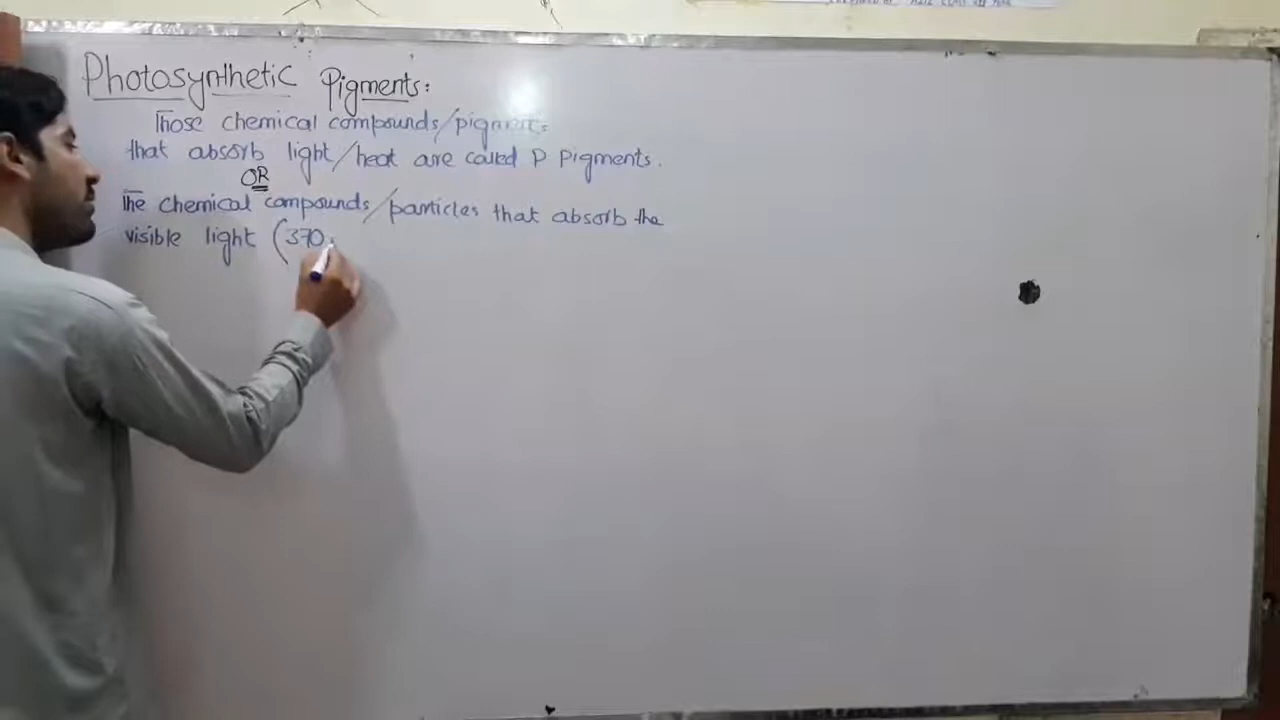 Photosynthetic Pigments:
Those chemical compounds/pigments
that absorb light/heat are called P Pigments.
OR
The chemical compounds/particles that absorb the
visible light (370